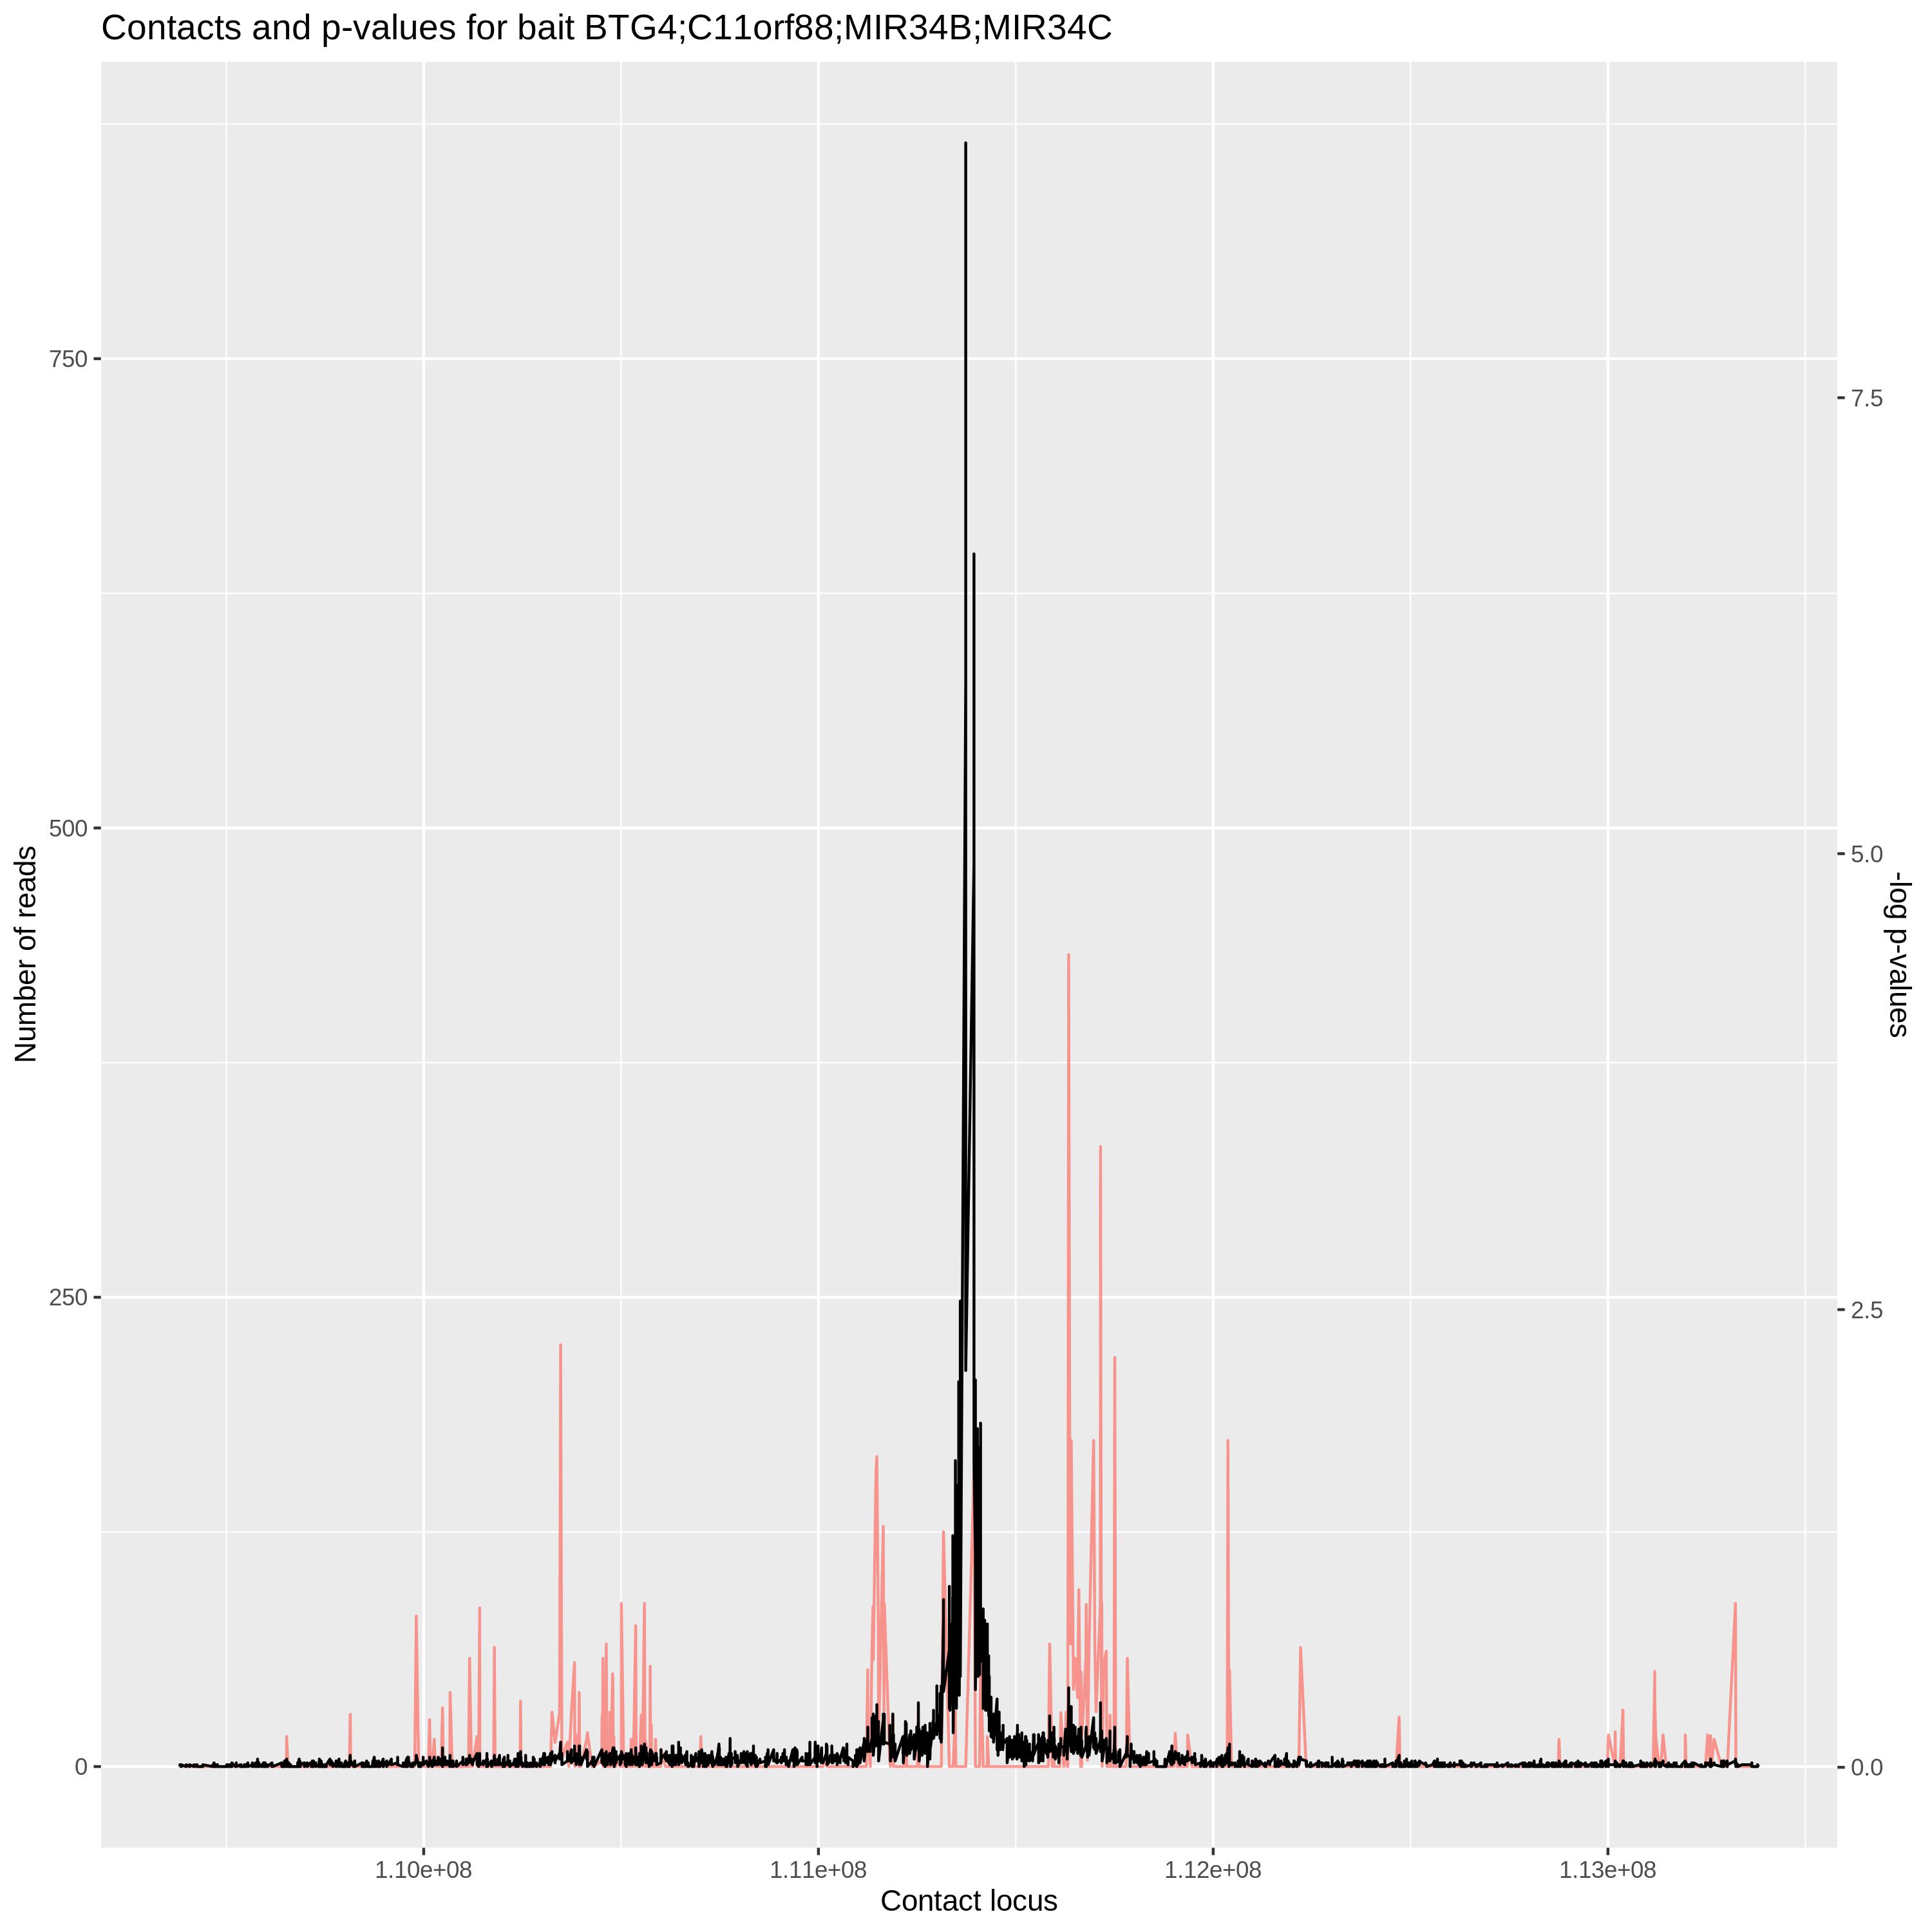 Contacts and p-values for bait BTG4;C11orf88;MIR34B;MIR34C
750
500
250
0
Number of reads
7.5
5.0
2.5
0.0
-log p-values
1.10e+08
1.11e+08
1.12e+08
1.13e+08
Contact locus